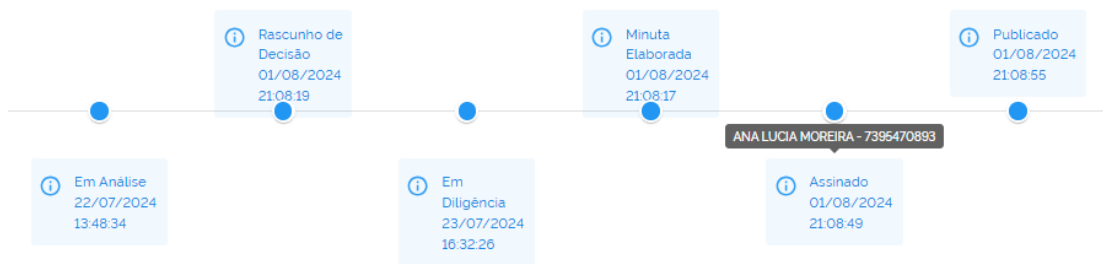 Rascunho de
Decisão
01/08/2024
21:08:19
Minuta
Elaborada
01/08/2024
21:08:17
Publicado
01/08/2024
21:08:55
ANA LUCIA MOREIRA - 7395470893
Em Análise
22/07/2024
13:48:34
Em
Diligência
23/07/2024
16:32:26
Assinado
01/08/2024
21:08:49